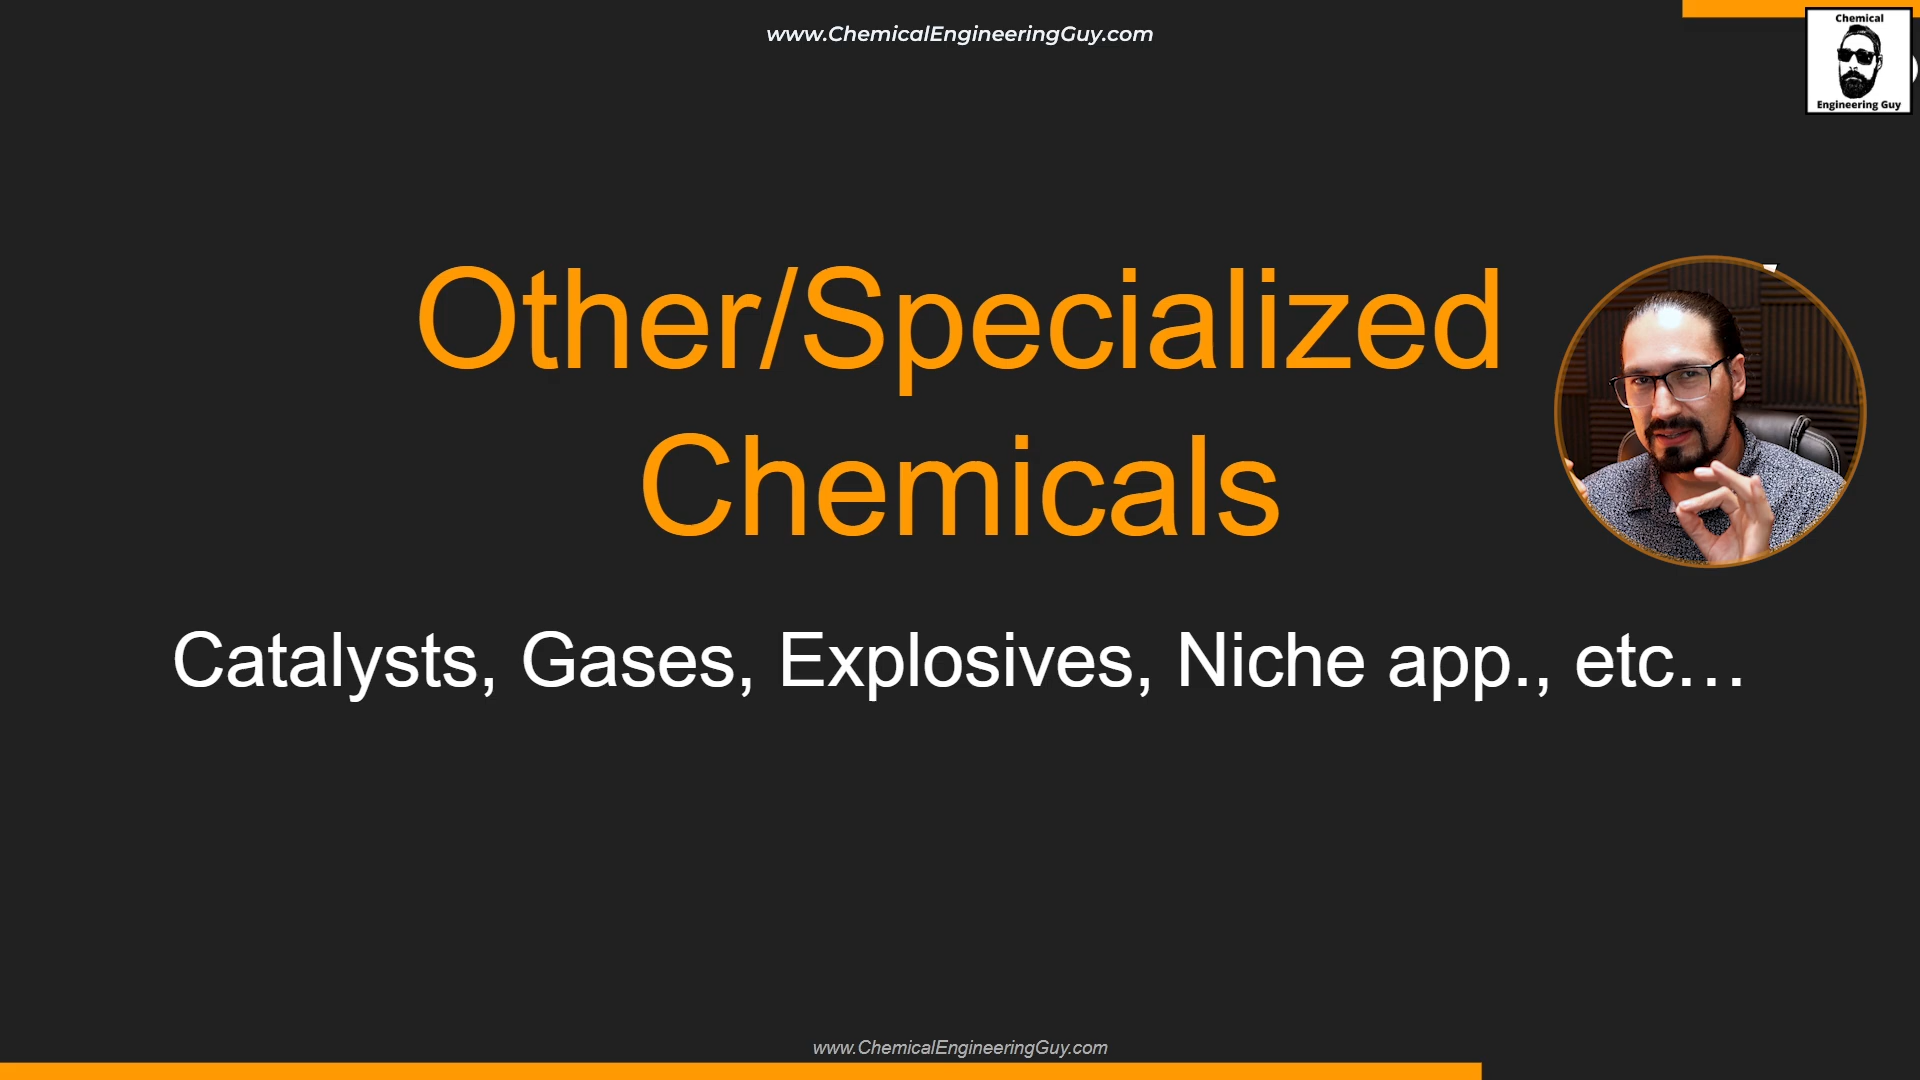 www.ChemicalEngineeringGuy.com
Chemical
Engineering Guy
Other/Specialized
Chemicals
Catalysts, Gases, Explosives, Niche app., etc…
www.ChemicalEngineeringGuy.com